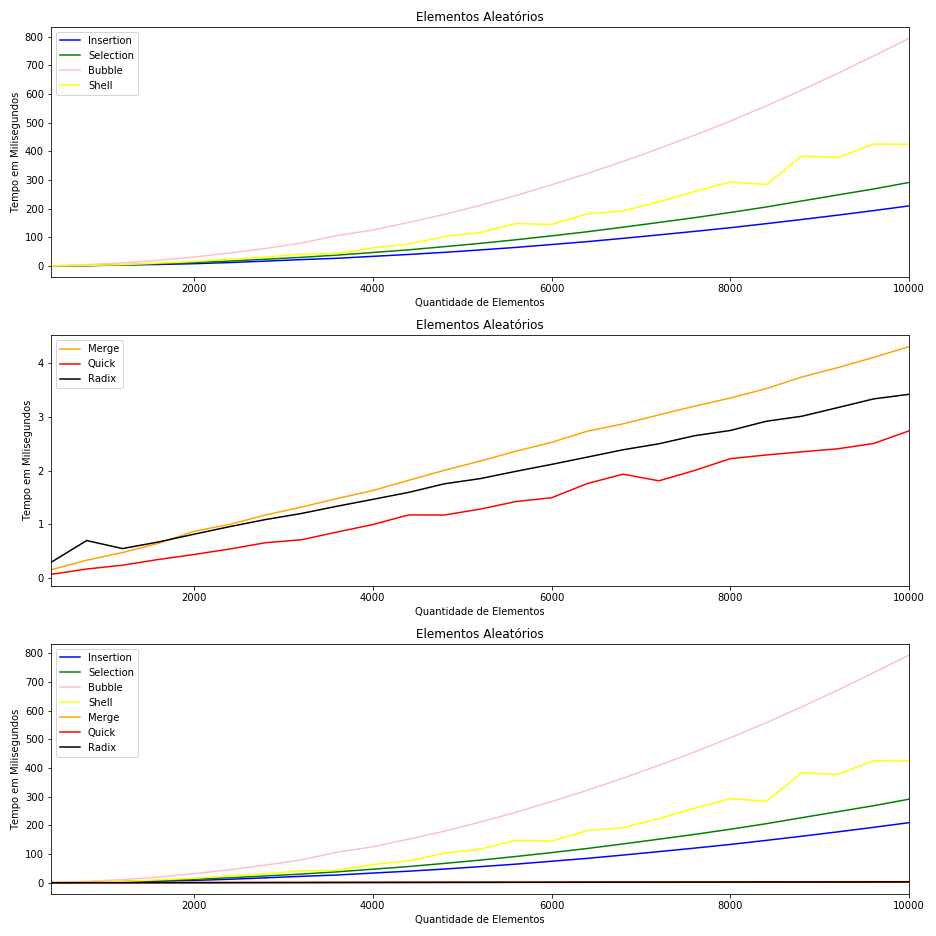 Elementos Aleatórios
Insertion
Selection
Bubble
Shell
Tempo em Milisegundos
800
700
600
500
400
300
200
100
0
2000 4000 6000 8000 10000
Quantidade de Elementos
Elementos Aleatórios
Merge
Quick
Radix
Tempo em Milisegundos
4
3
2
1
0
2000 4000 6000 8000 10000
Quantidade de Elementos
Elementos Aleatórios
Insertion
Selection
Bubble
Shell
Merge
Quick
Radix
Tempo em Milisegundos
800
700
600
500
400
300
200
100
0
2000 4000 6000 8000 10000
Quantidade de Elementos